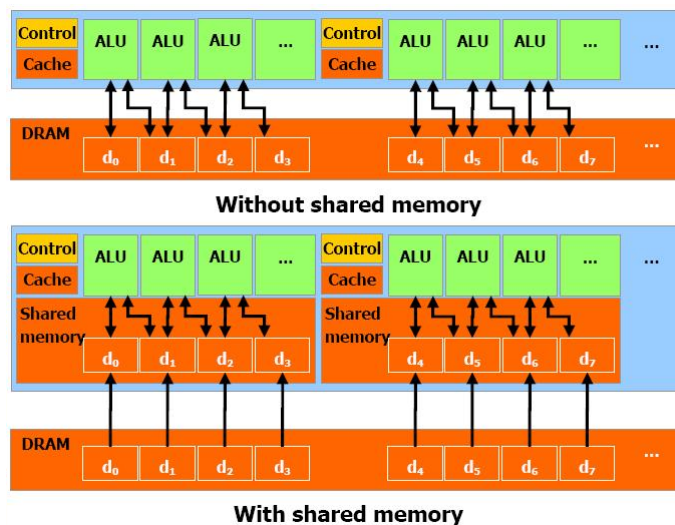 Control ALU ALU ALU ... Control ALU ALU ALU ... ...
Cache Cache
DRAM
d₀ d₁ d₂ d₃ d₄ d₅ d₆ d₇ ...
Without shared memory
Control ALU ALU ALU ... Control ALU ALU ALU ... ...
Cache Cache
Shared Shared
memory memory
d₀ d₁ d₂ d₃ d₄ d₅ d₆ d₇
DRAM
d₀ d₁ d₂ d₃ d₄ d₅ d₆ d₇ ...
With shared memory